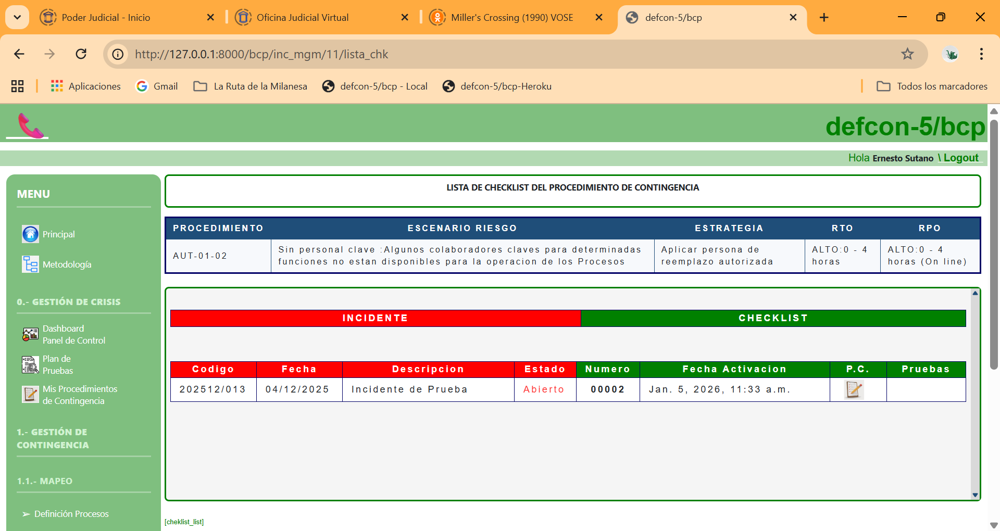 Poder Judicial - Inicio
Oficina Judicial Virtual
Miller's Crossing (1990) VOSE
defcon-5/bcp
http://127.0.0.1:8000/bcp/inc_mgm/11/lista_chk
Aplicaciones
Gmail
La Ruta de la Milanesa
defcon-5/bcp - Local
defcon-5/bcp-Heroku
Todos los marcadores
defcon-5/bcp
Hola Ernesto Sutano \ Logout
MENU
Principal
Metodología
0.- GESTIÓN DE CRISIS
Dashboard
Panel de Control
Plan de
Pruebas
Mis Procedimientos
de Contingencia
1.- GESTIÓN DE
CONTINGENCIA
1.1.- MAPEO
➢ Definición Procesos
LISTA DE CHECKLIST DEL PROCEDIMIENTO DE CONTINGENCIA
PROCEDIMIENTO ESCENARIO RIESGO ESTRATEGIA RTO RPO
AUT-01-02
Sin personal clave :Algunos colaboradores claves para determinadas
funciones no estan disponibles para la operacion de los Procesos
Aplicar persona de
reemplazo autorizada
ALTO:0 - 4
horas
ALTO:0 - 4
horas (On line)
INCIDENTE CHECKLIST
Codigo Fecha Descripcion Estado Numero Fecha Activacion P.C. Pruebas
202512/013 04/12/2025 Incidente de Prueba Abierto 00002 Jan. 5, 2026, 11:33 a.m.
[cheklist_list]